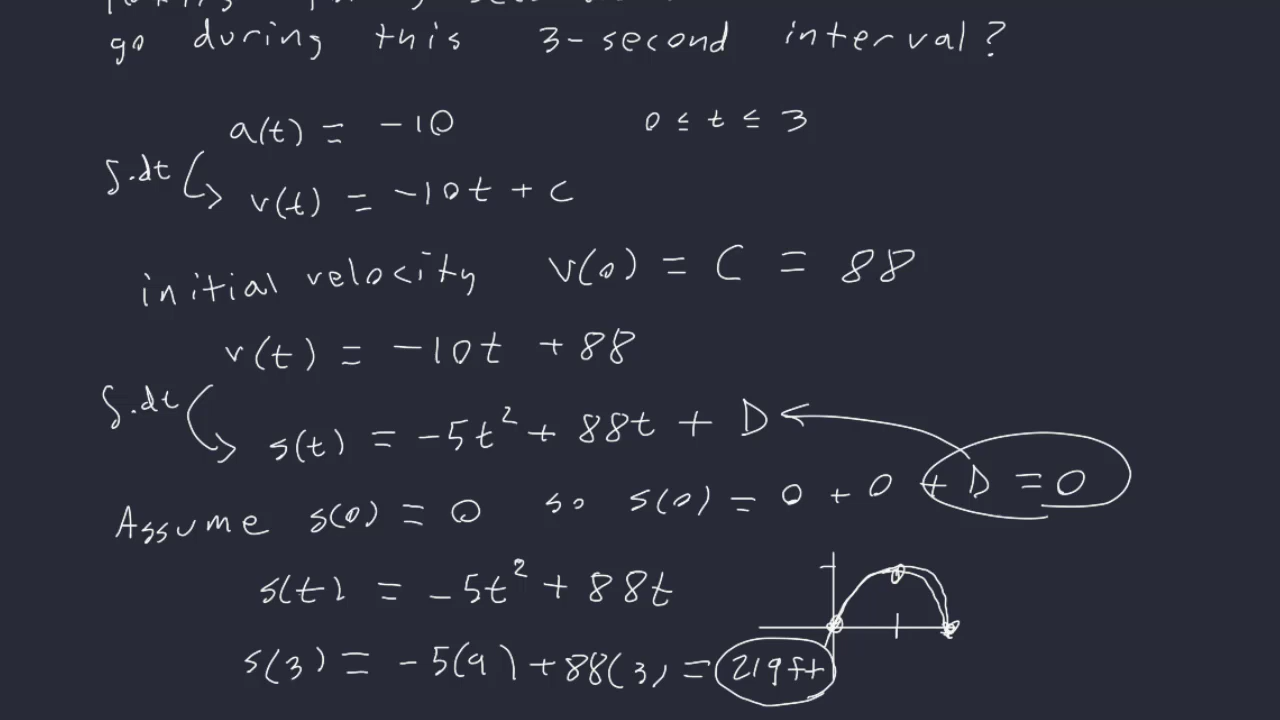 go during this 3-second interval?
a(t) = -10 0 ≤ t ≤ 3
∫·dt
v(t) = -10t + C
initial velocity v(0) = C = 88
v(t) = -10t + 88
∫·dt
s(t) = -5t² + 88t + D
Assume s(0) = 0 so s(0) = 0 + 0 + D = 0
s(t) = -5t² + 88t
s(3) = -5(9) + 88(3) = 219ft